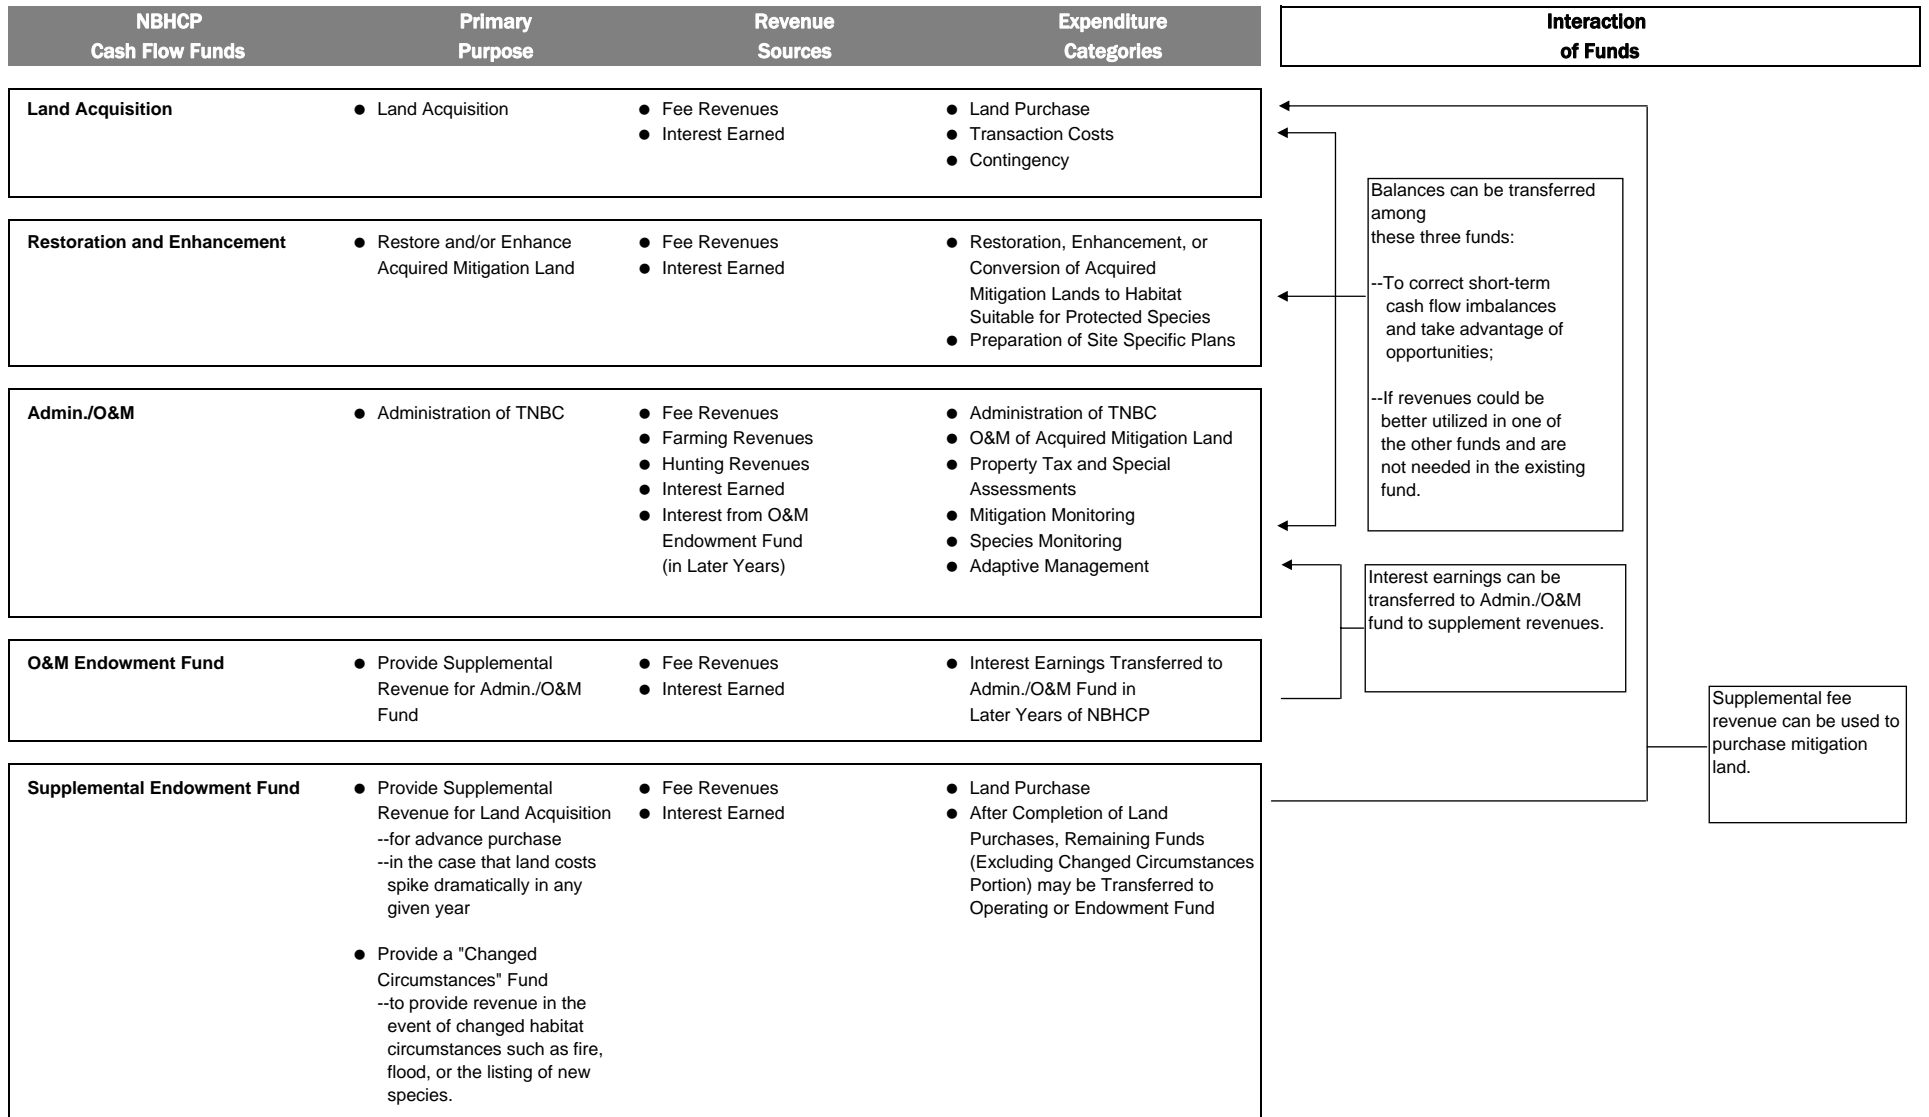 NBHCP
Cash Flow Funds
Primary
Purpose
Revenue
Sources
Expenditure
Categories
Interaction
of Funds
Land Acquisition
● Land Acquisition
● Fee Revenues
● Interest Earned
● Land Purchase
● Transaction Costs
● Contingency
Restoration and Enhancement
● Restore and/or Enhance
Acquired Mitigation Land
● Fee Revenues
● Interest Earned
● Restoration, Enhancement, or
Conversion of Acquired
Mitigation Lands to Habitat
Suitable for Protected Species
● Preparation of Site Specific Plans
Admin./O&M
● Administration of TNBC
● Fee Revenues
● Farming Revenues
● Hunting Revenues
● Interest Earned
● Interest from O&M
Endowment Fund
(in Later Years)
● Administration of TNBC
● O&M of Acquired Mitigation Land
● Property Tax and Special
Assessments
● Mitigation Monitoring
● Species Monitoring
● Adaptive Management
O&M Endowment Fund
● Provide Supplemental
Revenue for Admin./O&M
Fund
● Fee Revenues
● Interest Earned
● Interest Earnings Transferred to
Admin./O&M Fund in
Later Years of NBHCP
Supplemental Endowment Fund
● Provide Supplemental
Revenue for Land Acquisition
--for advance purchase
--in the case that land costs
spike dramatically in any
given year
● Provide a "Changed
Circumstances" Fund
--to provide revenue in the
event of changed habitat
circumstances such as fire,
flood, or the listing of new
species.
● Fee Revenues
● Interest Earned
● Land Purchase
● After Completion of Land
Purchases, Remaining Funds
(Excluding Changed Circumstances
Portion) may be Transferred to
Operating or Endowment Fund
Balances can be transferred
among
these three funds:
--To correct short-term
cash flow imbalances
and take advantage of
opportunities;
--If revenues could be
better utilized in one of
the other funds and are
not needed in the existing
fund.
Interest earnings can be
transferred to Admin./O&M
fund to supplement revenues.
Supplemental fee
revenue can be used to
purchase mitigation
land.